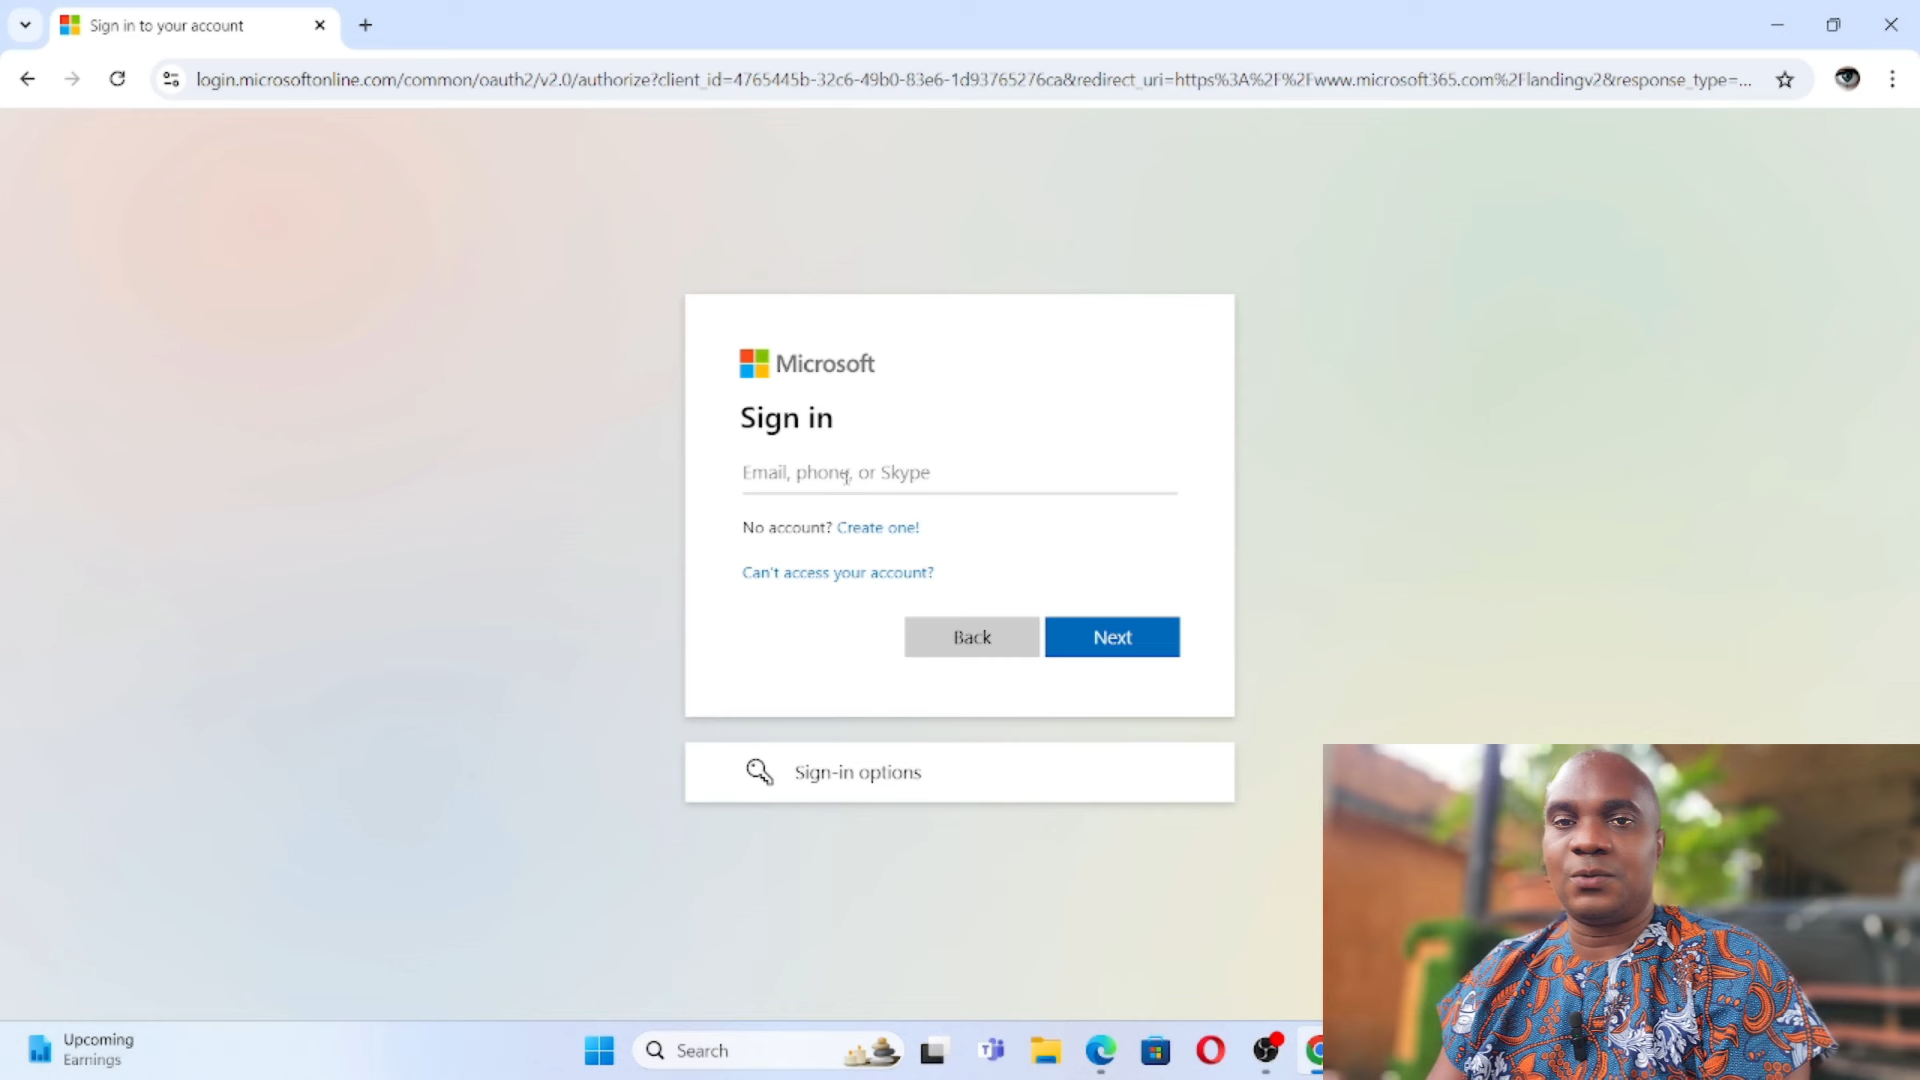 Sign in to your account
login.microsoftonline.com/common/oauth2/v2.0/authorize?client_id=4765445b-32c6-49b0-83e6-1d93765276ca&redirect_uri=https%3A%2F%2Fwww.microsoft365.com%2Flandingv2&response_type=...
Microsoft
Sign in
Email, phone, or Skype
No account? Create one!
Can't access your account?
Back
Next
Sign-in options
Upcoming
Earnings
Search